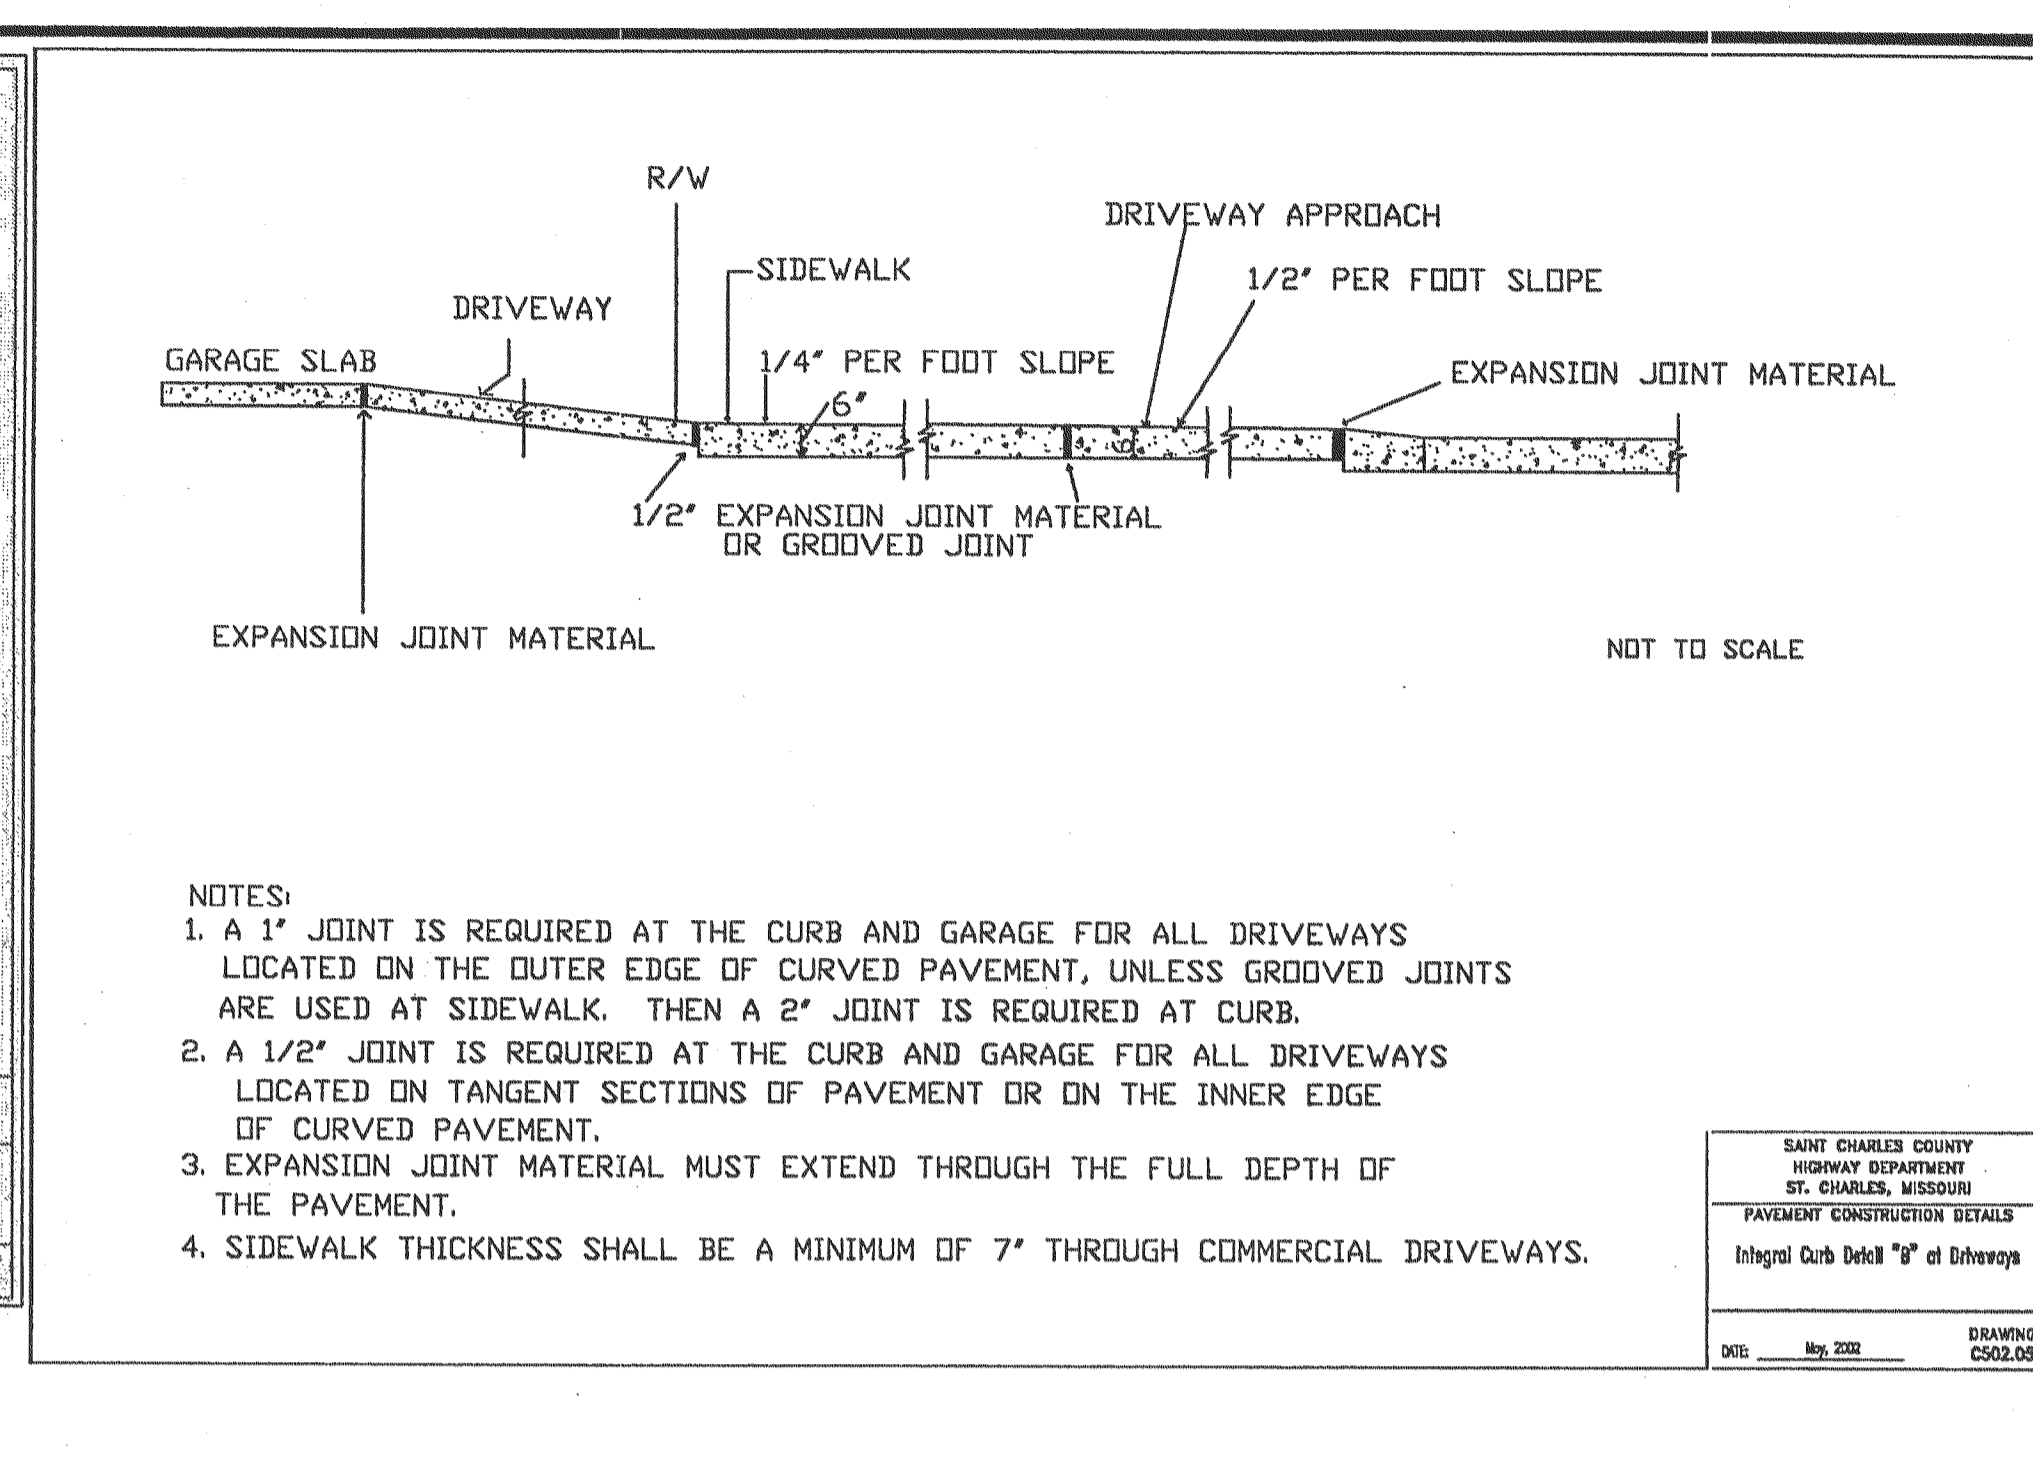 R/W
DRIVEWAY APPROACH
SIDEWALK
1/2" PER FOOT SLOPE
DRIVEWAY
GARAGE SLAB
1/4" PER FOOT SLOPE
EXPANSION JOINT MATERIAL
6"
6"
1/2" EXPANSION JOINT MATERIAL
OR GROOVED JOINT
EXPANSION JOINT MATERIAL
NOT TO SCALE
NOTES:
1. A 1" JOINT IS REQUIRED AT THE CURB AND GARAGE FOR ALL DRIVEWAYS
LOCATED ON THE OUTER EDGE OF CURVED PAVEMENT, UNLESS GROOVED JOINTS
ARE USED AT SIDEWALK. THEN A 2" JOINT IS REQUIRED AT CURB.
2. A 1/2" JOINT IS REQUIRED AT THE CURB AND GARAGE FOR ALL DRIVEWAYS
LOCATED ON TANGENT SECTIONS OF PAVEMENT OR ON THE INNER EDGE
OF CURVED PAVEMENT.
3. EXPANSION JOINT MATERIAL MUST EXTEND THROUGH THE FULL DEPTH OF
THE PAVEMENT.
4. SIDEWALK THICKNESS SHALL BE A MINIMUM OF 7" THROUGH COMMERCIAL DRIVEWAYS.
SAINT CHARLES COUNTY
HIGHWAY DEPARTMENT
ST. CHARLES, MISSOURI
PAVEMENT CONSTRUCTION DETAILS
Integral Curb Detail "B" at Driveways
DRAWING
DATE: May, 2002
C502.05